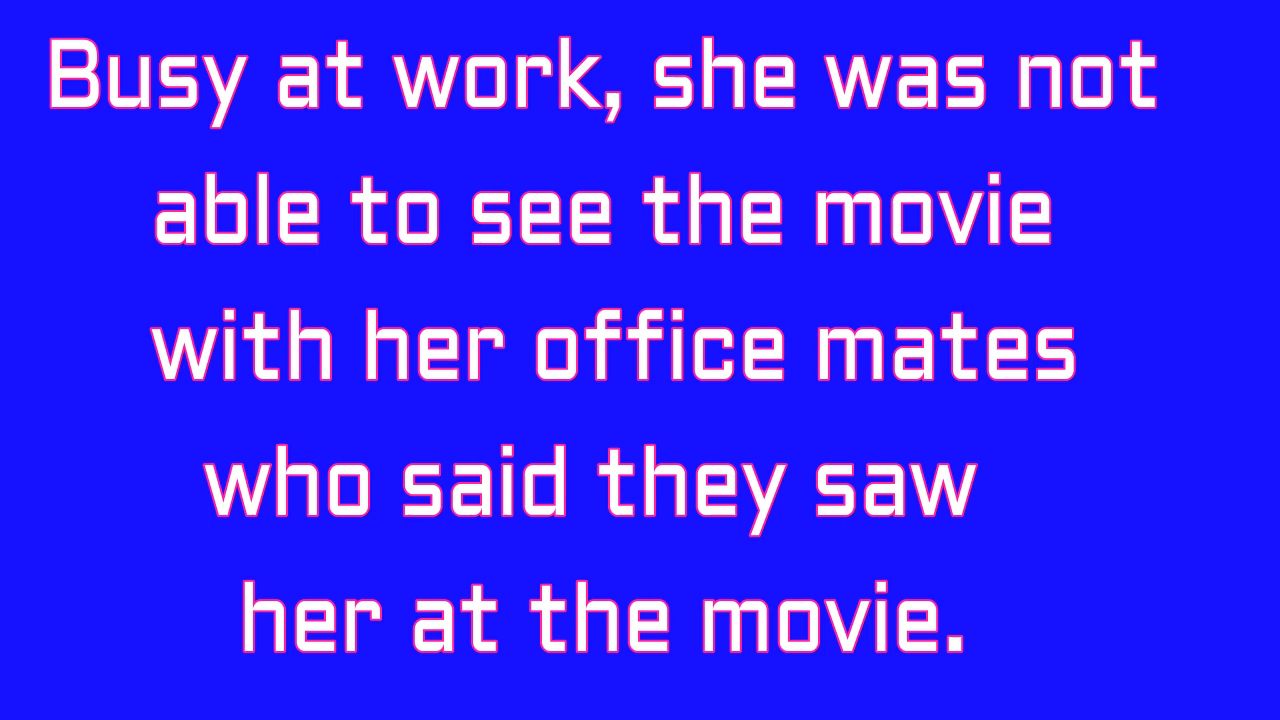 Busy at work, she was not
able to see the movie
with her office mates
who said they saw
her at the movie.